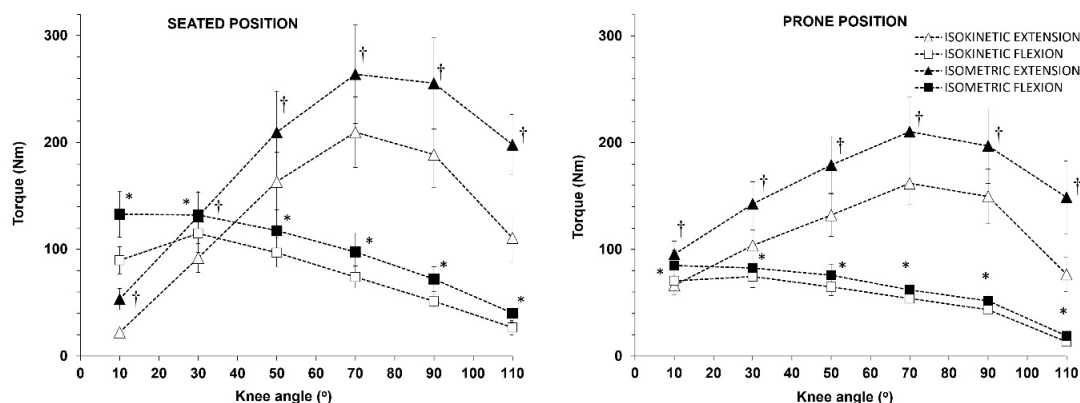 SEATED POSITION
300
200
100
0
Torque (Nm)
† † † † † †
* * * * * *
0 10 20 30 40 50 60 70 80 90 100 110
Knee angle (º)
PRONE POSITION
ISOKINETIC EXTENSION
ISOKINETIC FLEXION
ISOMETRIC EXTENSION
ISOMETRIC FLEXION
300
200
100
0
Torque (Nm)
† † † † † †
* * * * * *
0 10 20 30 40 50 60 70 80 90 100 110
Knee angle (º)